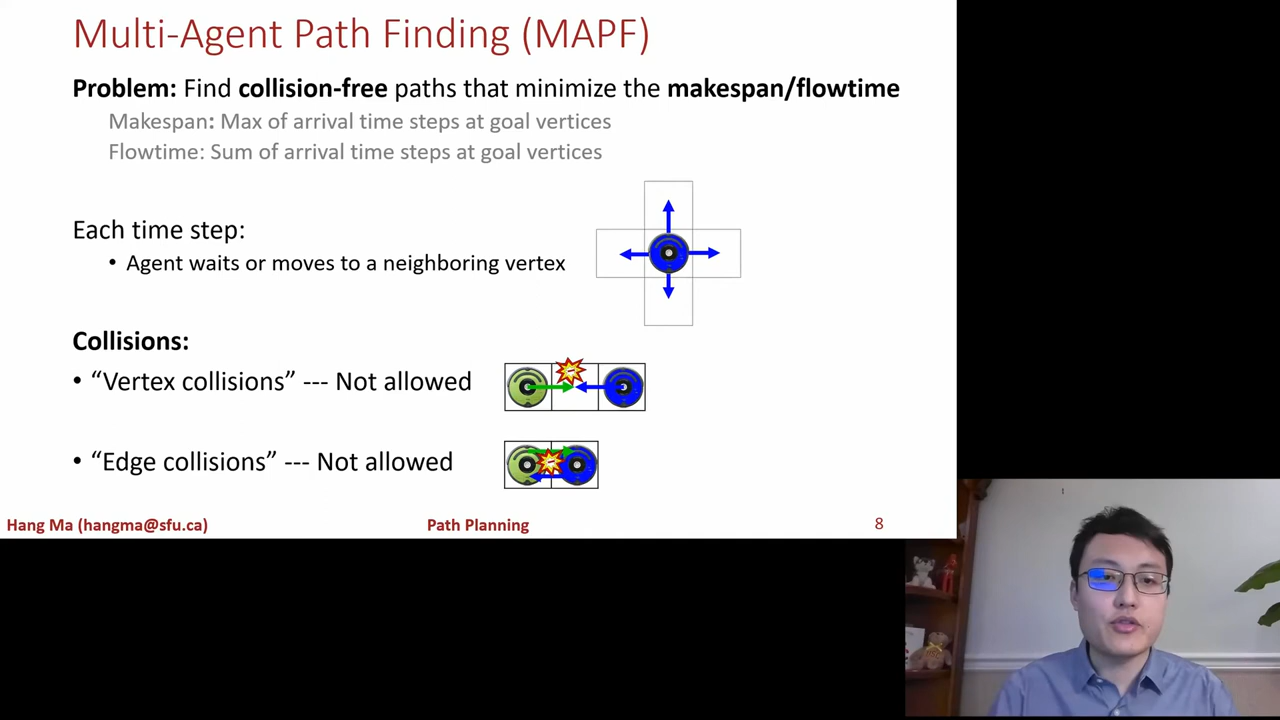 Multi-Agent Path Finding (MAPF)
Problem: Find collision-free paths that minimize the makespan/flowtime
Makespan: Max of arrival time steps at goal vertices
Flowtime: Sum of arrival time steps at goal vertices
Each time step:
• Agent waits or moves to a neighboring vertex
Collisions:
• “Vertex collisions” --- Not allowed
• “Edge collisions” --- Not allowed
Hang Ma (hangma@sfu.ca)
Path Planning
8